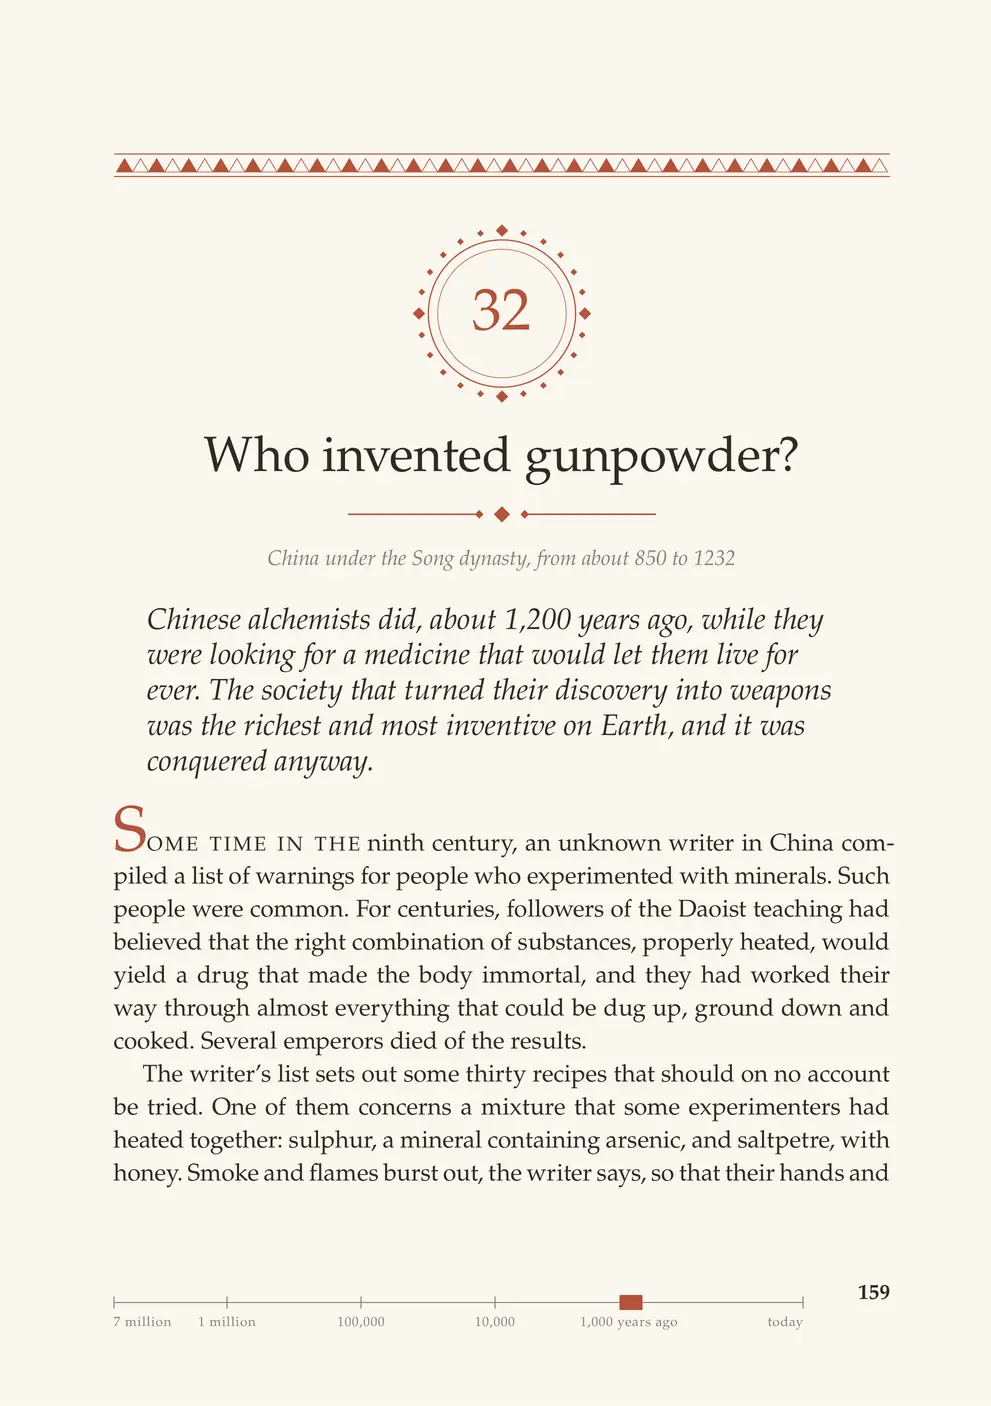 32
Who invented gunpowder?
China under the Song dynasty, from about 850 to 1232
Chinese alchemists did, about 1,200 years ago, while they
were looking for a medicine that would let them live for
ever. The society that turned their discovery into weapons
was the richest and most inventive on Earth, and it was
conquered anyway.
SOME TIME IN THE ninth century, an unknown writer in China com-
piled a list of warnings for people who experimented with minerals. Such
people were common. For centuries, followers of the Daoist teaching had
believed that the right combination of substances, properly heated, would
yield a drug that made the body immortal, and they had worked their
way through almost everything that could be dug up, ground down and
cooked. Several emperors died of the results.
The writer’s list sets out some thirty recipes that should on no account
be tried. One of them concerns a mixture that some experimenters had
heated together: sulphur, a mineral containing arsenic, and saltpetre, with
honey. Smoke and flames burst out, the writer says, so that their hands and
159
7 million 1 million 100,000 10,000 1,000 years ago today